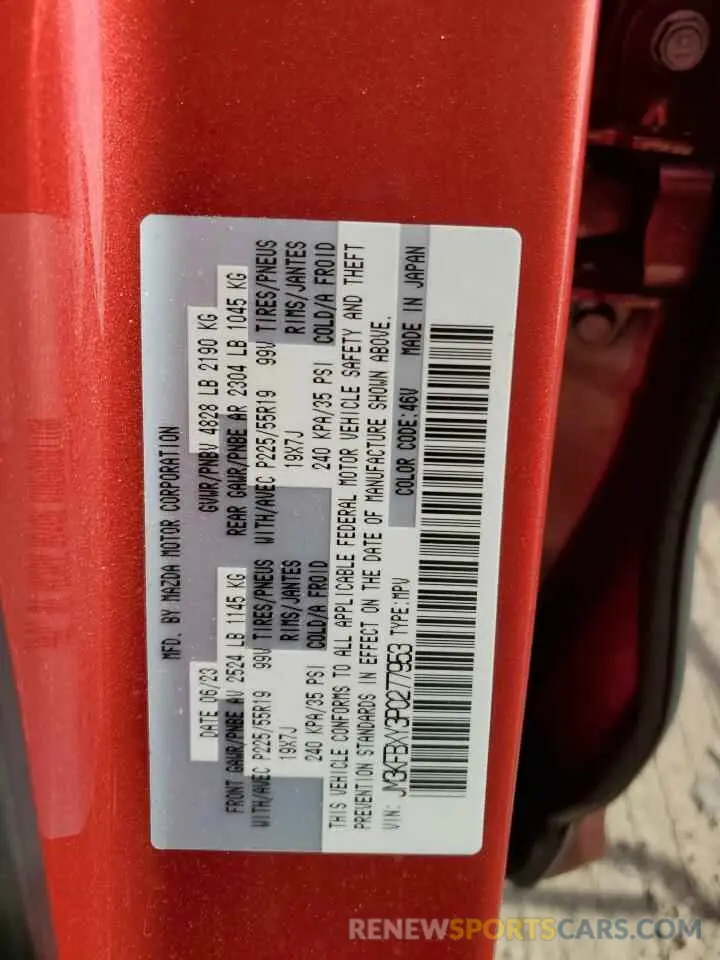 MFD. BY MAZDA MOTOR CORPORATION
DATE 06/23 GVWR/PNBV 4828 LB 2190 KG
FRONT GAWR/PNBE AV 2524 LB 1145 KG REAR GAWR/PNBE AR 2304 LB 1045 KG
WITH/AVEC P225/55R19 99V TIRES/PNEUS WITH/AVEC P225/55R19 99V TIRES/PNEUS
19X7J RIMS/JANTES 19X7J RIMS/JANTES
240 KPA/35 PSI COLD/A FROID 240 KPA/35 PSI COLD/A FROID
THIS VEHICLE CONFORMS TO ALL APPLICABLE FEDERAL MOTOR VEHICLE SAFETY AND THEFT
PREVENTION STANDARDS IN EFFECT ON THE DATE OF MANUFACTURE SHOWN ABOVE.
VIN: JM3KFBXY3P0277953 TYPE:MPV COLOR CODE:46V MADE IN JAPAN
RENEWSPORTSCARS.COM